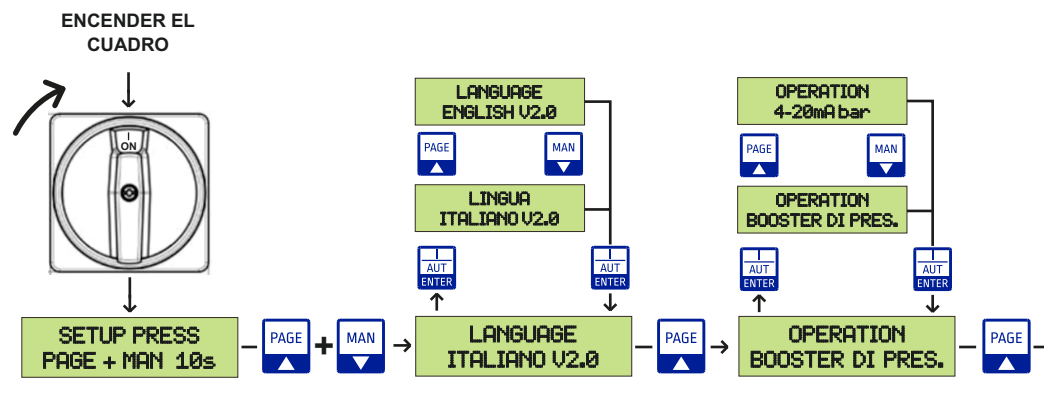 ENCENDER EL
CUADRO
I
ON
SETUP PRESS
PAGE + MAN 10s
PAGE
+
MAN
LANGUAGE
ENGLISH V2.0
PAGE
MAN
LINGUA
ITALIANO V2.0
I
AUT
ENTER
I
AUT
ENTER
LANGUAGE
ITALIANO V2.0
PAGE
OPERATION
4-20mA bar
PAGE
MAN
OPERATION
BOOSTER DI PRES.
I
AUT
ENTER
I
AUT
ENTER
OPERATION
BOOSTER DI PRES.
PAGE